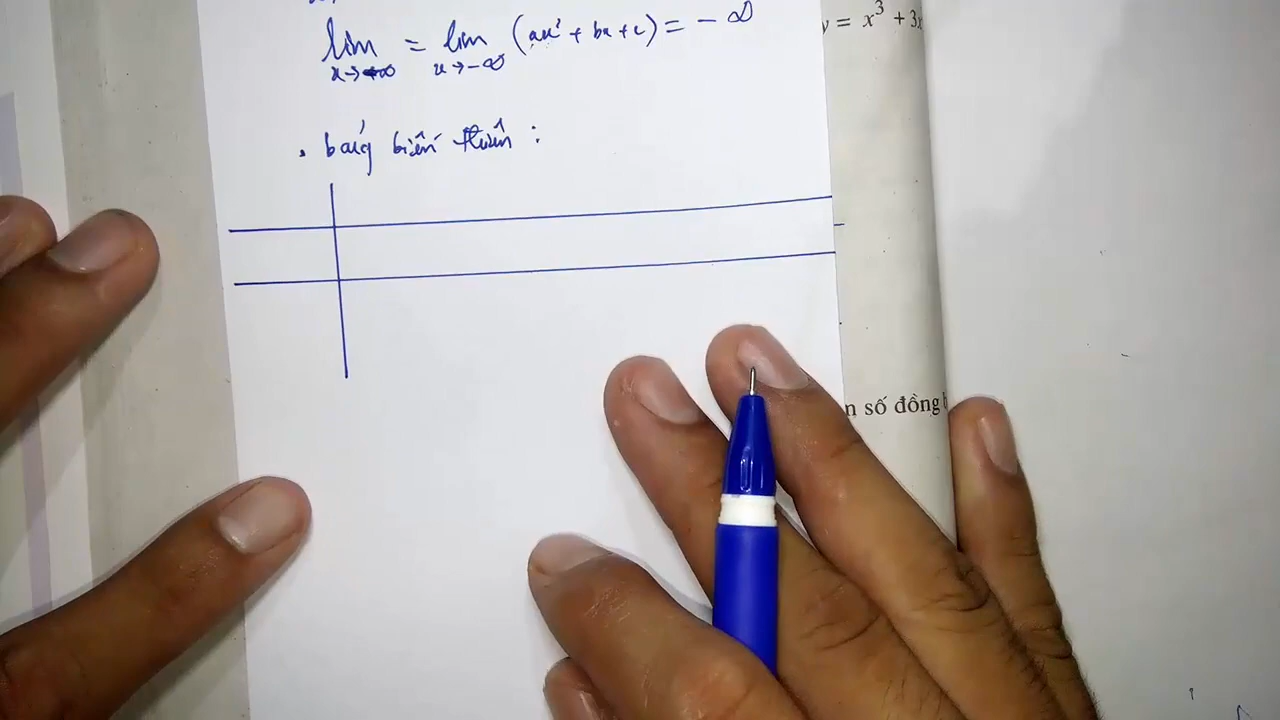 lim = lim (ax² + bx + c) = - ∞
x→-∞ x→-∞
y = x³ + 3x
. bảng biến thiên :
n số đồng b